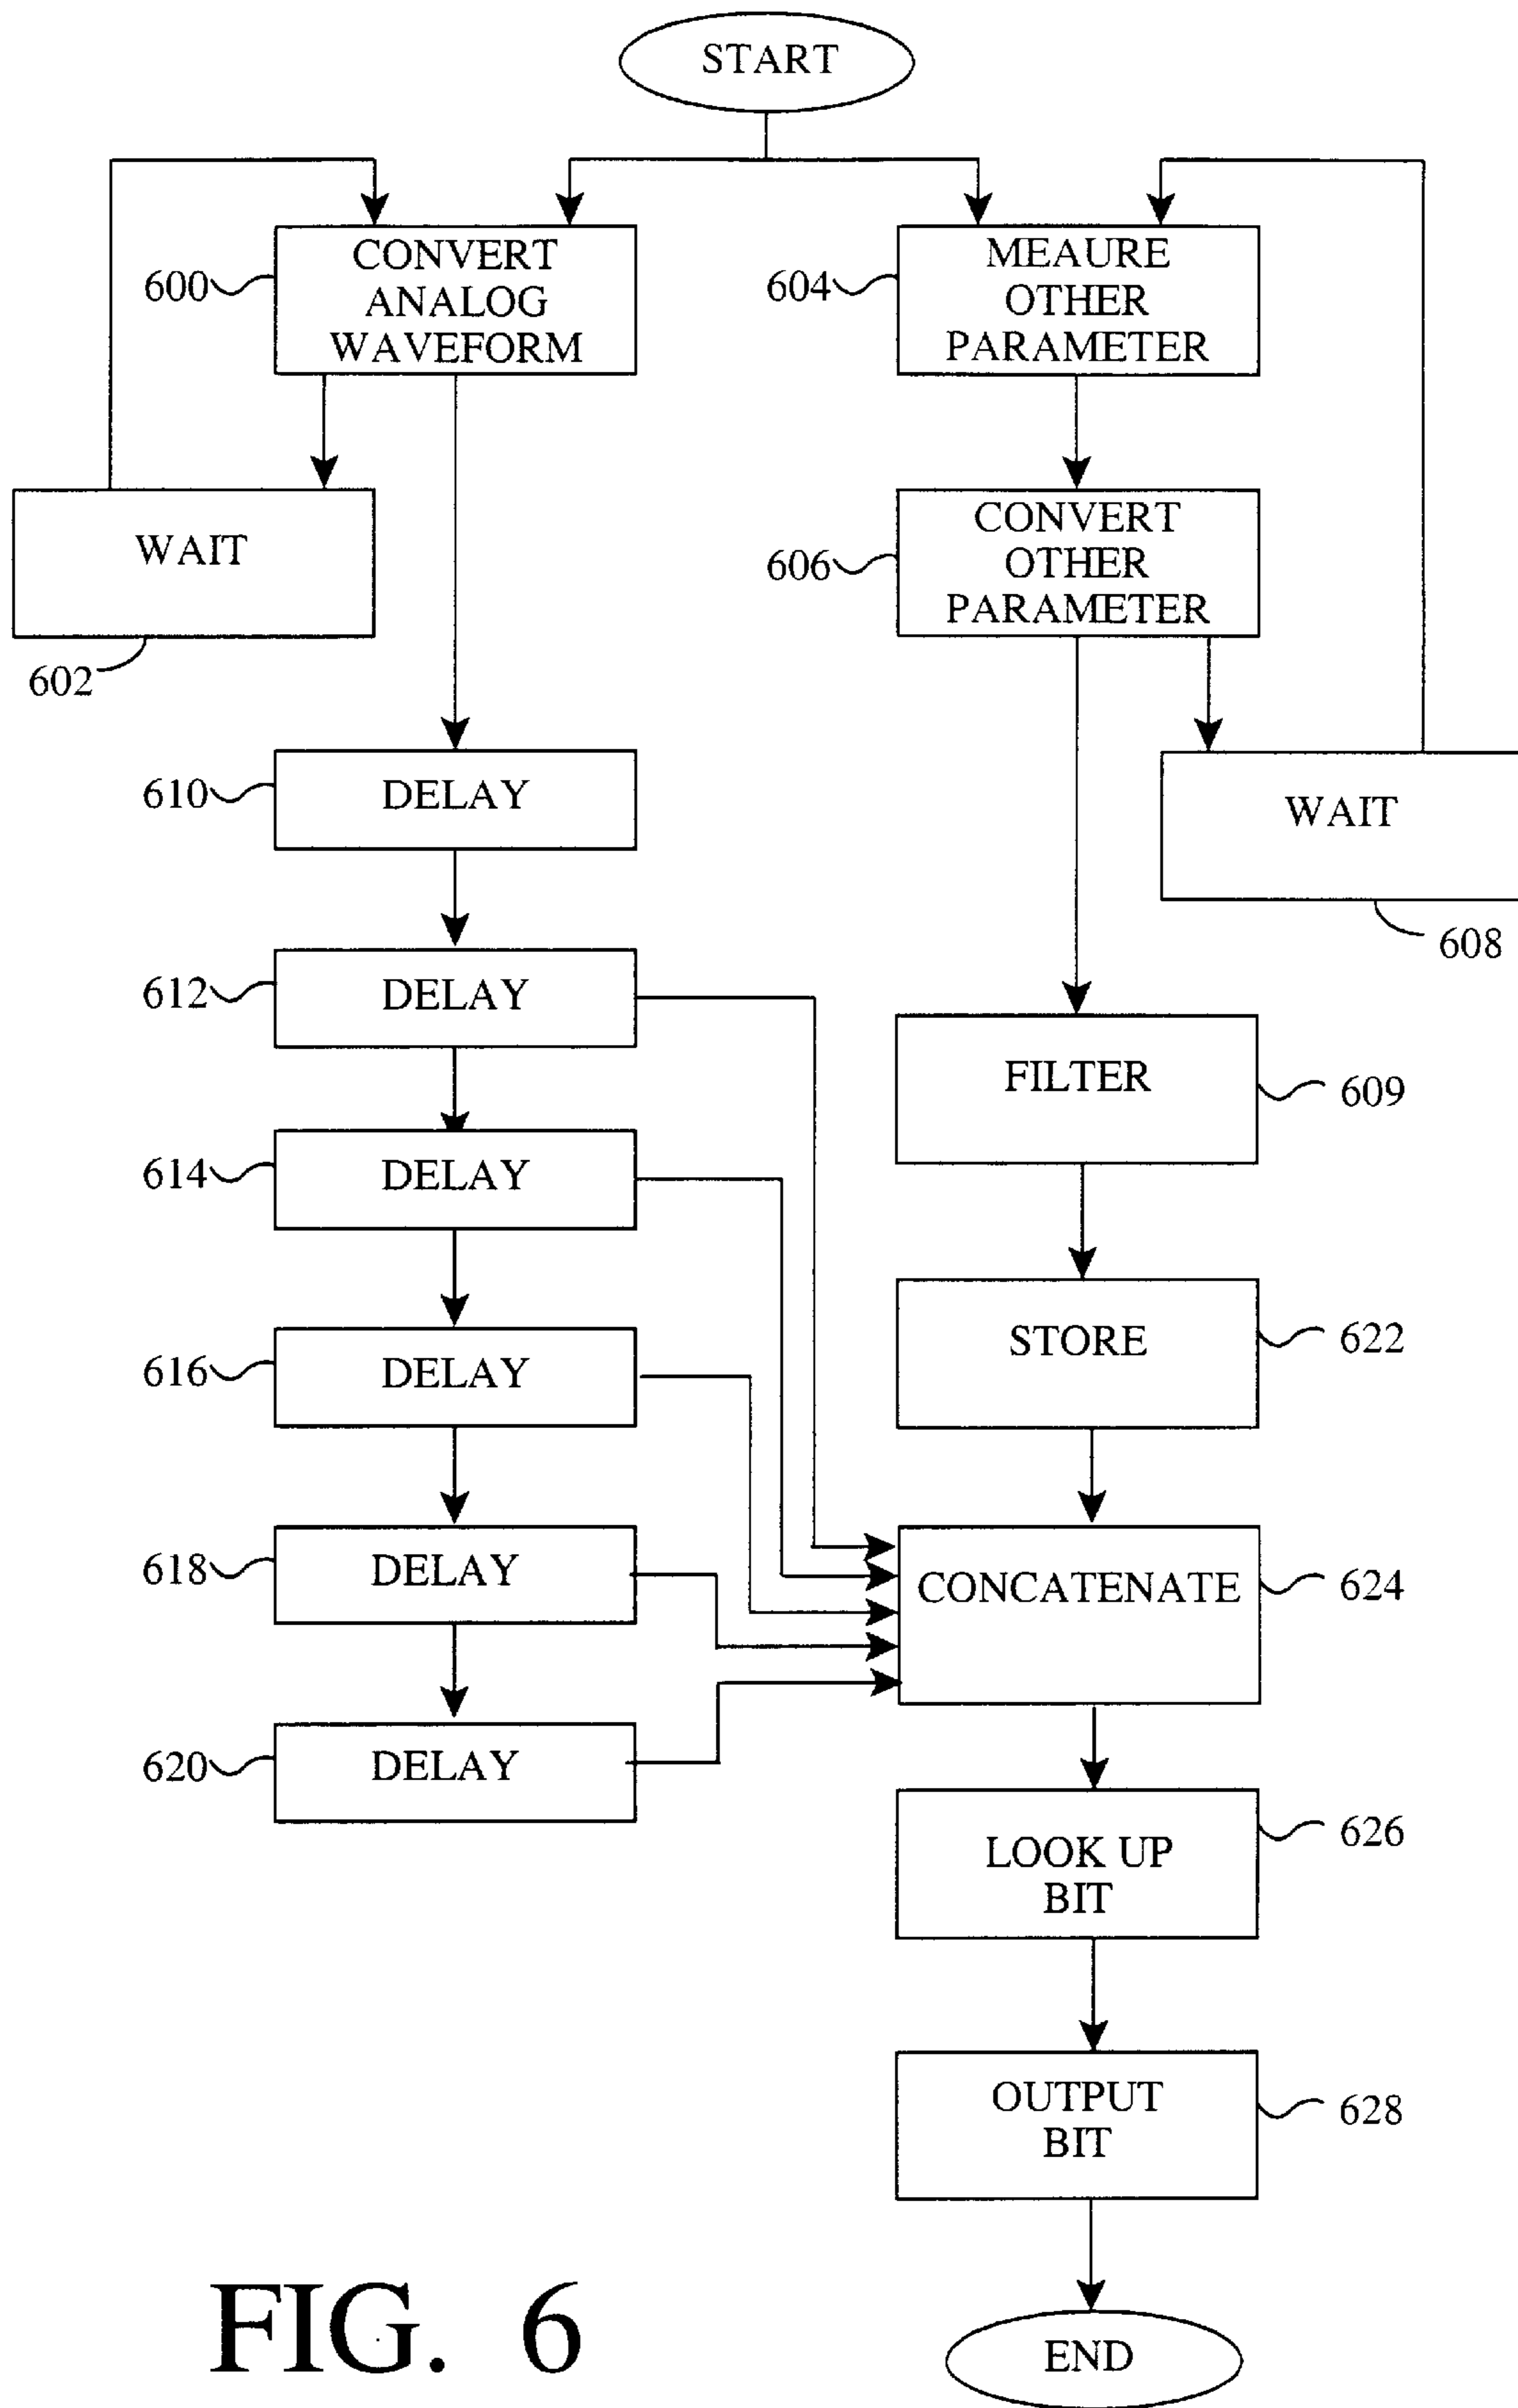 START
600
CONVERT
ANALOG
WAVEFORM
604
MEAURE
OTHER
PARAMETER
WAIT
602
606
CONVERT
OTHER
PARAMETER
610
DELAY
WAIT
608
612
DELAY
FILTER
609
614
DELAY
616
DELAY
STORE
622
618
DELAY
CONCATENATE
624
620
DELAY
LOOK UP
BIT
626
OUTPUT
BIT
628
END
FIG. 6